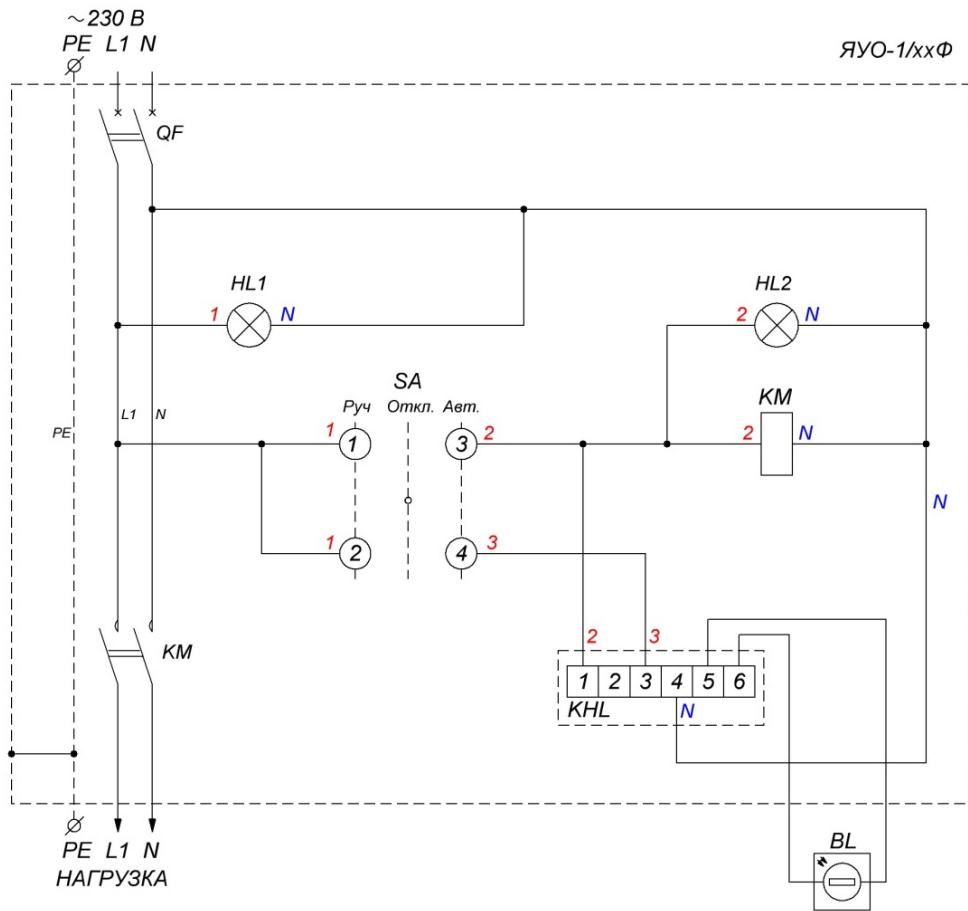 ~230 В
PE L1 N
ЯУО-1/ххФ
QF
HL1
1
N
HL2
2
N
SA
Руч Откл. Авт.
KM
L1 N
PE
1
1
3
2
2
N
N
1
2
4
3
KM
2
3
1 2 3 4 5 6
KHL
N
PE L1 N
НАГРУЗКА
BL